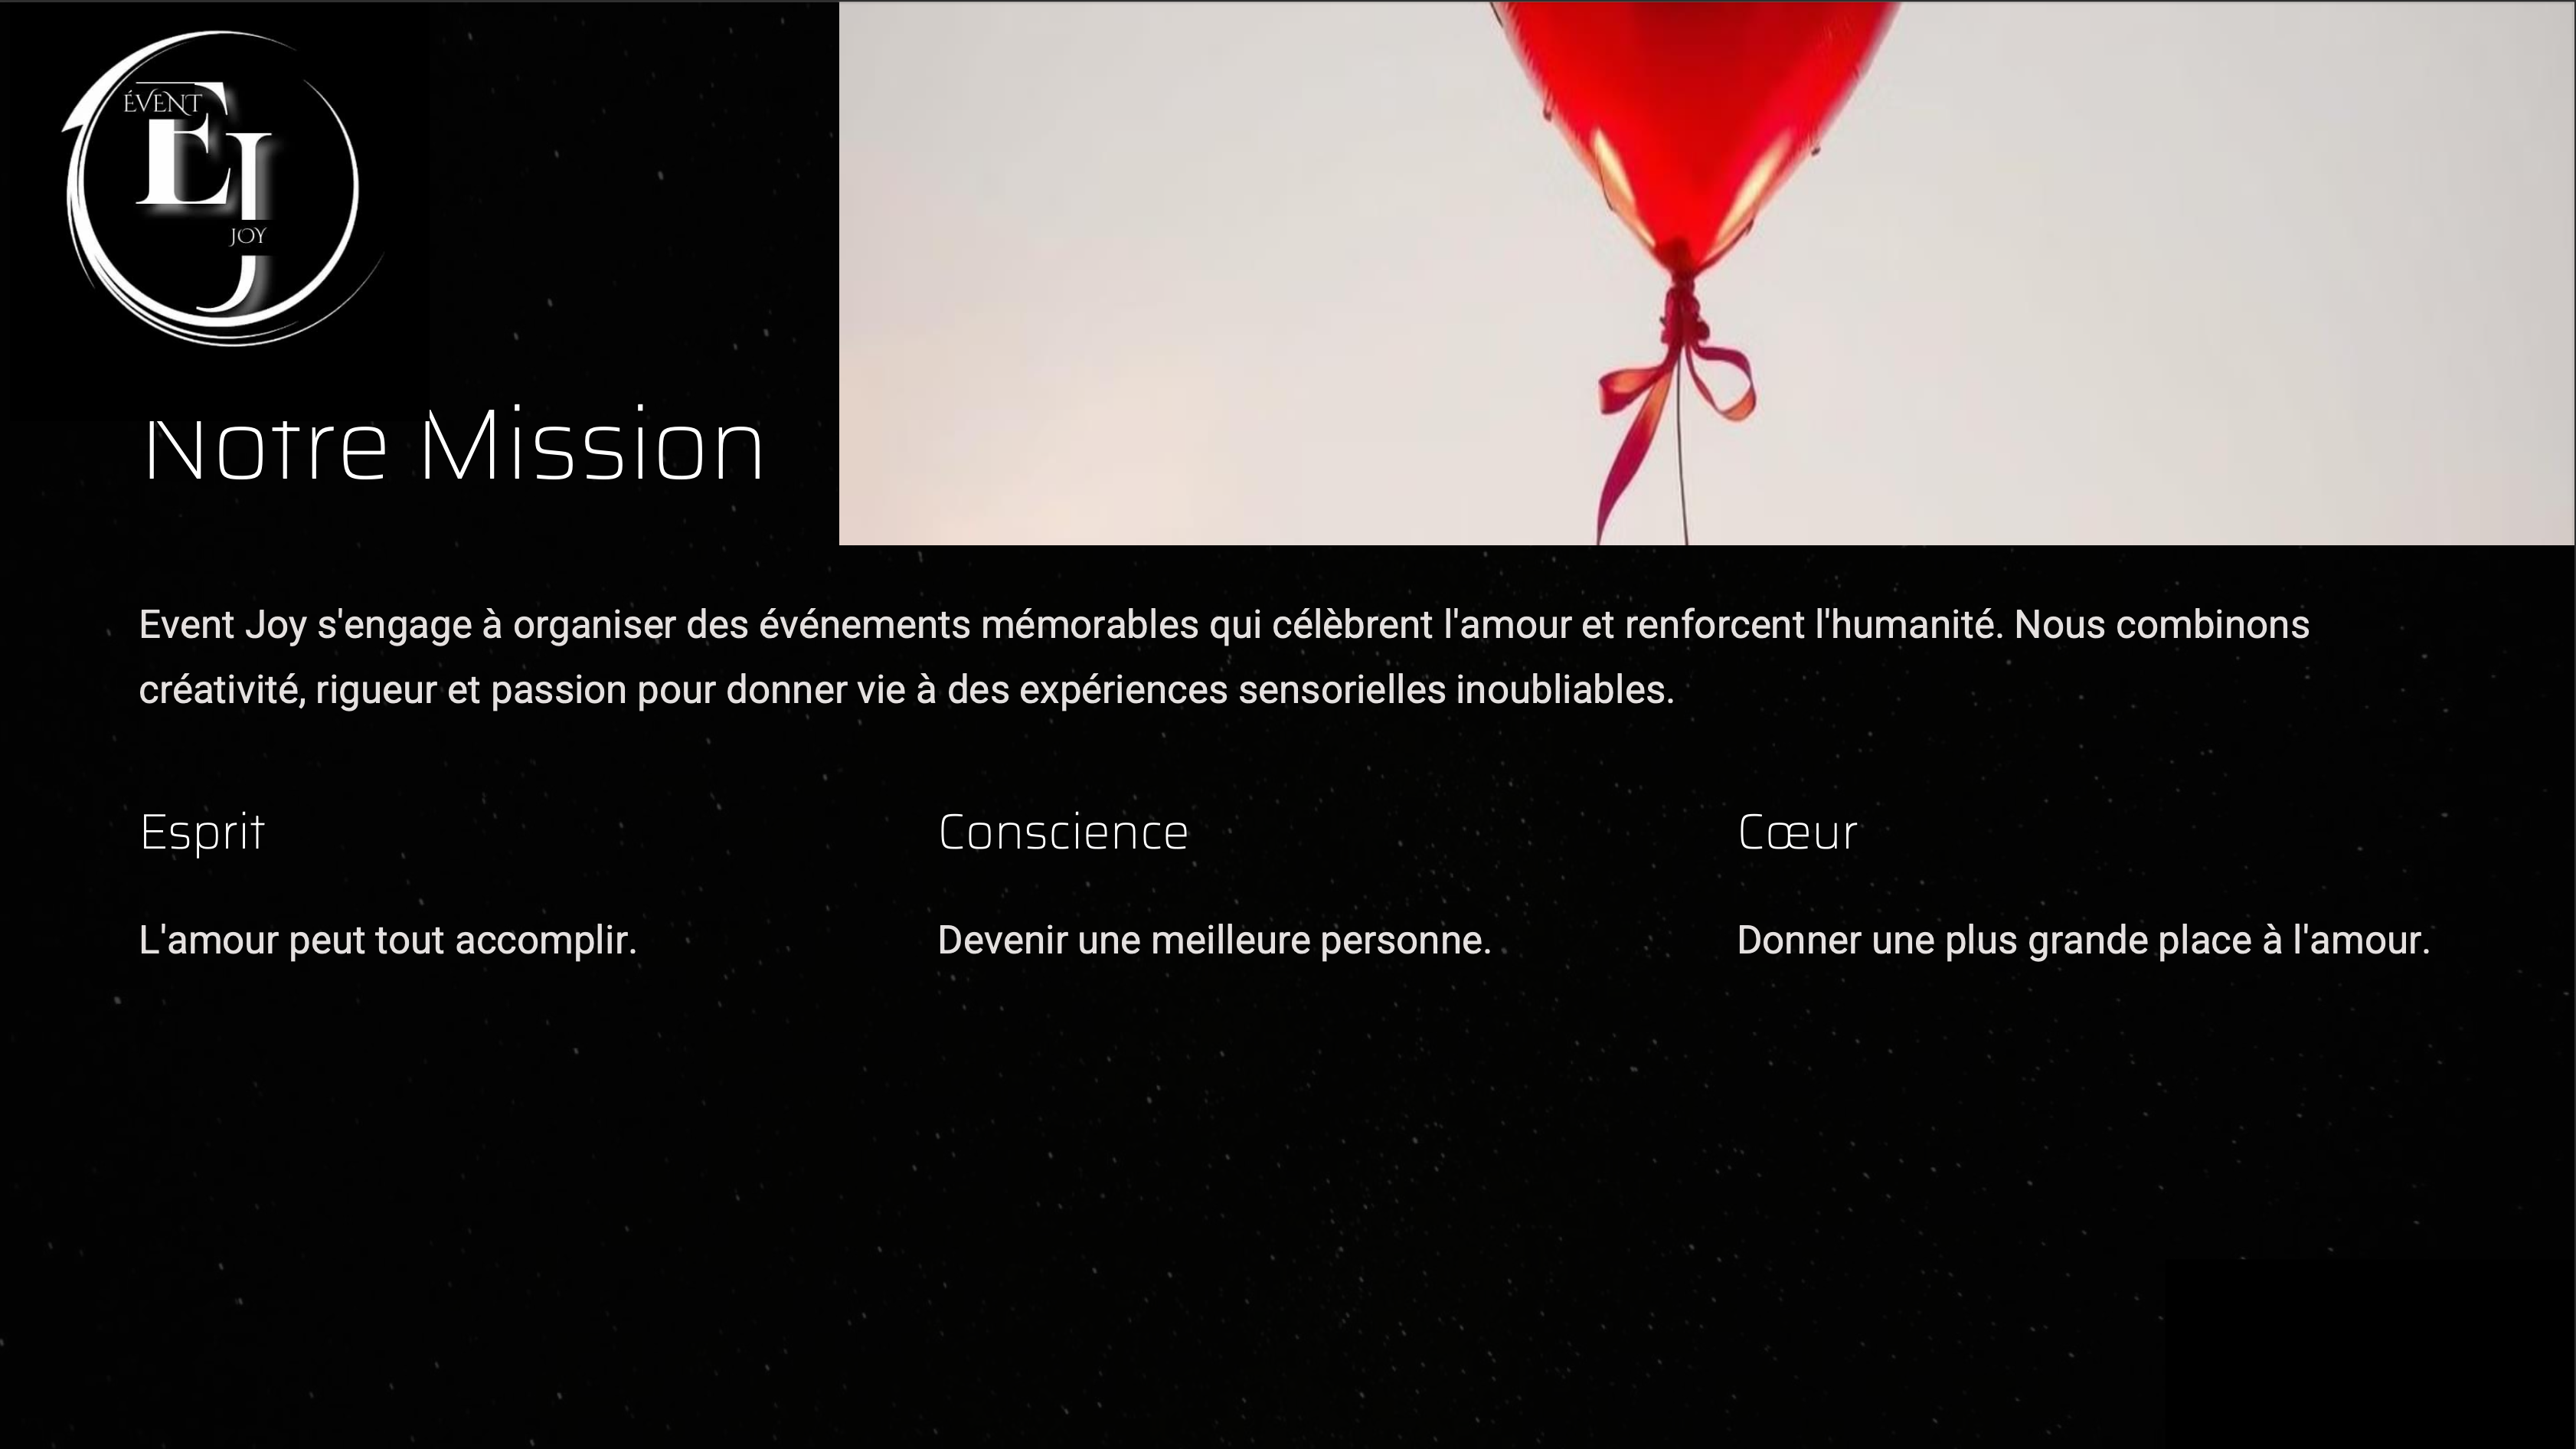 ÉVENT
EJ
JOY
Notre Mission
Event Joy s'engage à organiser des événements mémorables qui célèbrent l'amour et renforcent l'humanité. Nous combinons
créativité, rigueur et passion pour donner vie à des expériences sensorielles inoubliables.
Esprit
L'amour peut tout accomplir.
Conscience
Devenir une meilleure personne.
Cœur
Donner une plus grande place à l'amour.